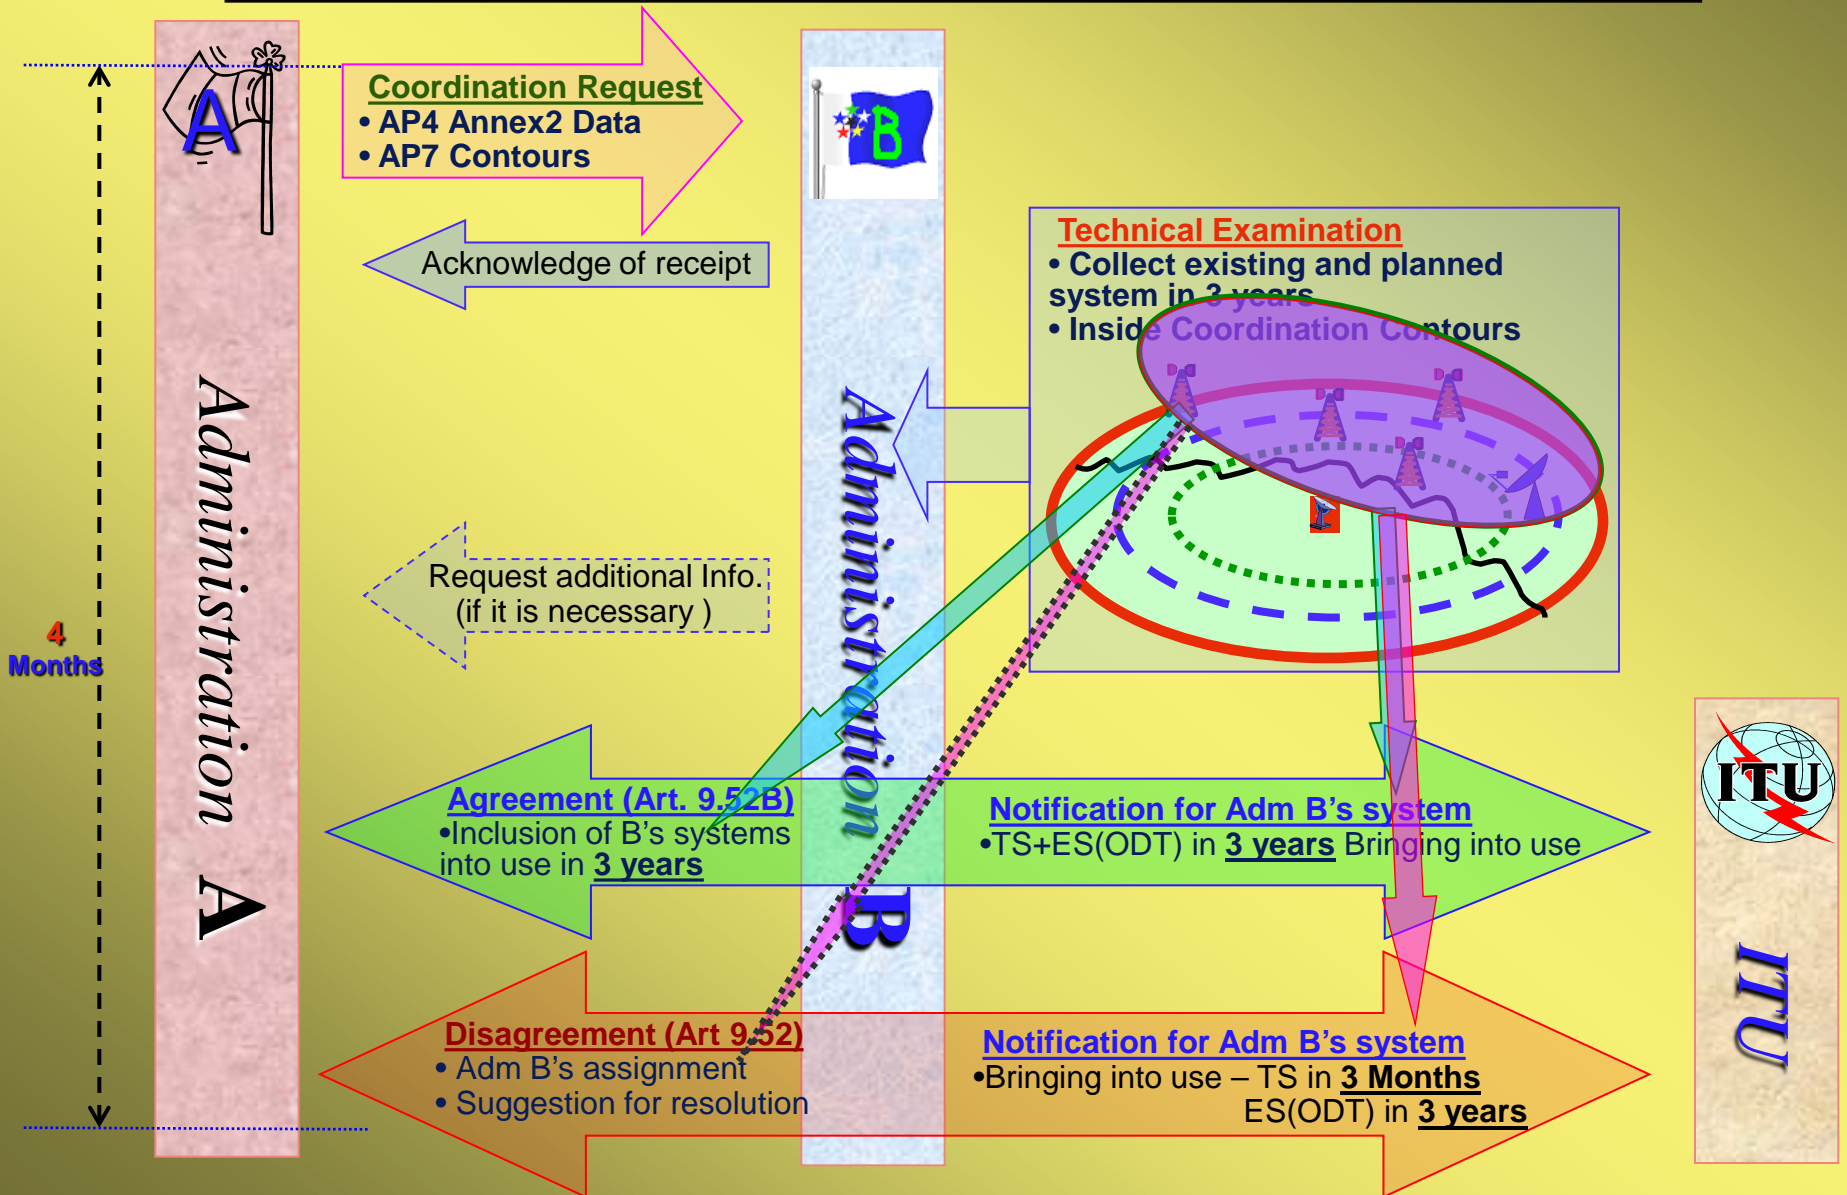 A
Administration A
4
Months
Coordination Request
• AP4 Annex2 Data
• AP7 Contours
B
Administration B
Acknowledge of receipt
Technical Examination
• Collect existing and planned
system in 3 years
• Inside Coordination Contours
Request additional Info.
(if it is necessary )
Agreement (Art. 9.52B)
•Inclusion of B's systems
into use in 3 years
Notification for Adm B's system
•TS+ES(ODT) in 3 years Bringing into use
Disagreement (Art 9.52)
• Adm B's assignment
• Suggestion for resolution
Notification for Adm B's system
•Bringing into use – TS in 3 Months
ES(ODT) in 3 years
ITU
ITU